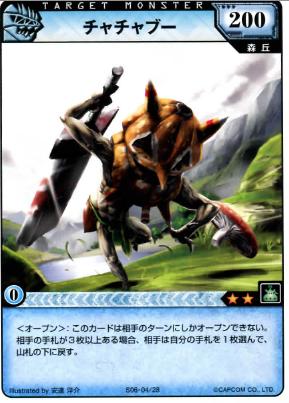 TARGET MONSTER
チャチャブー
200
森丘
0
<オープン>：このカードは相手のターンにしかオープンできない。
相手の手札が3枚以上ある場合、相手は自分の手札を1枚選んで、
山札の下に戻す。
Illustrated by 安達 洋介
S06-04/28
©CAPCOM CO., LTD.